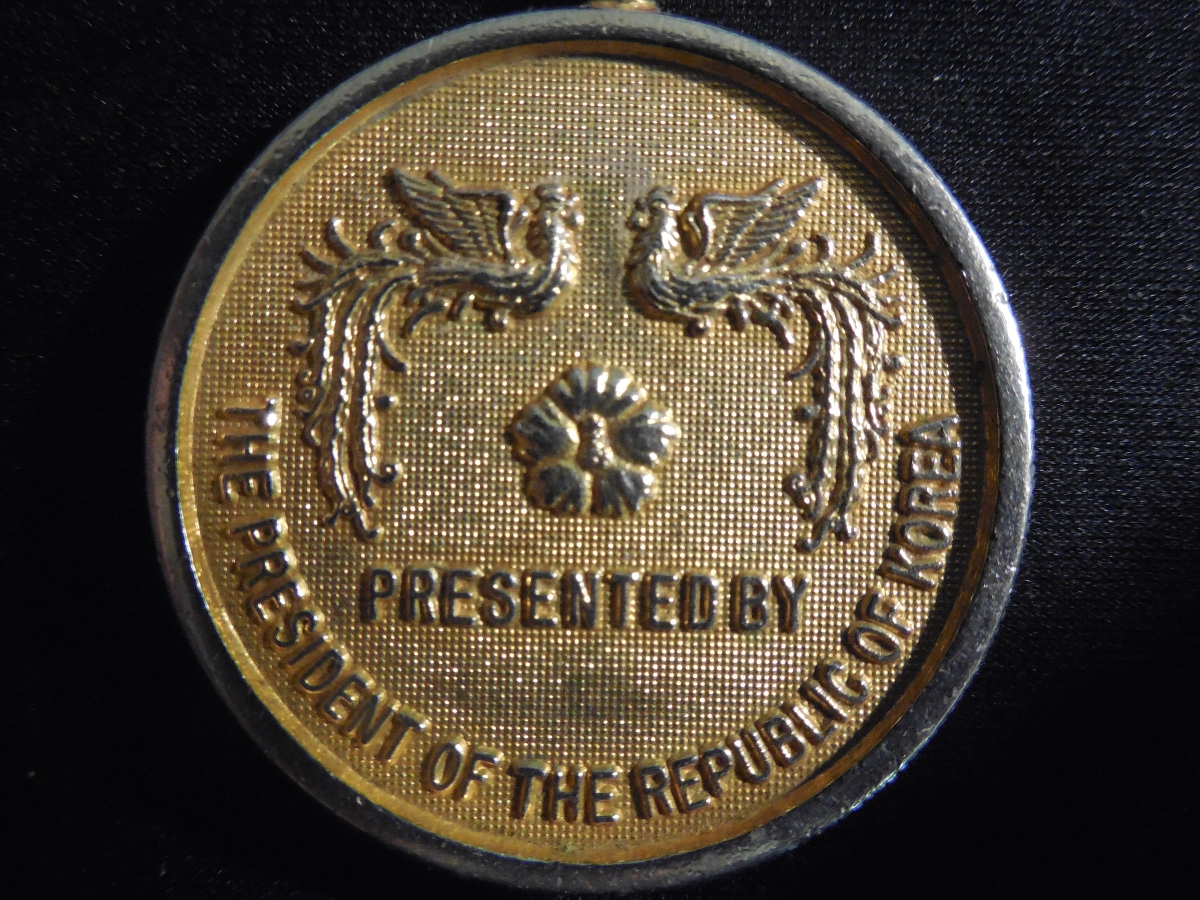 PRESENTED BY
THE PRESIDENT OF THE REPUBLIC OF KOREA